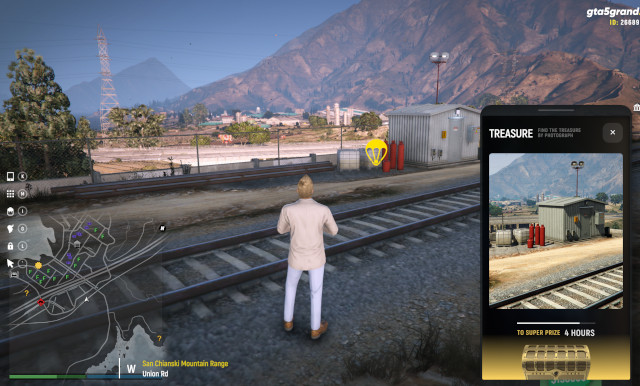 gta5grand.
ID: 26689
TREASURE
FIND THE TREASURE
BY PHOTOGRAPH
W
San Chianski Mountain Range
Union Rd
TO SUPER PRIZE 4 HOURS